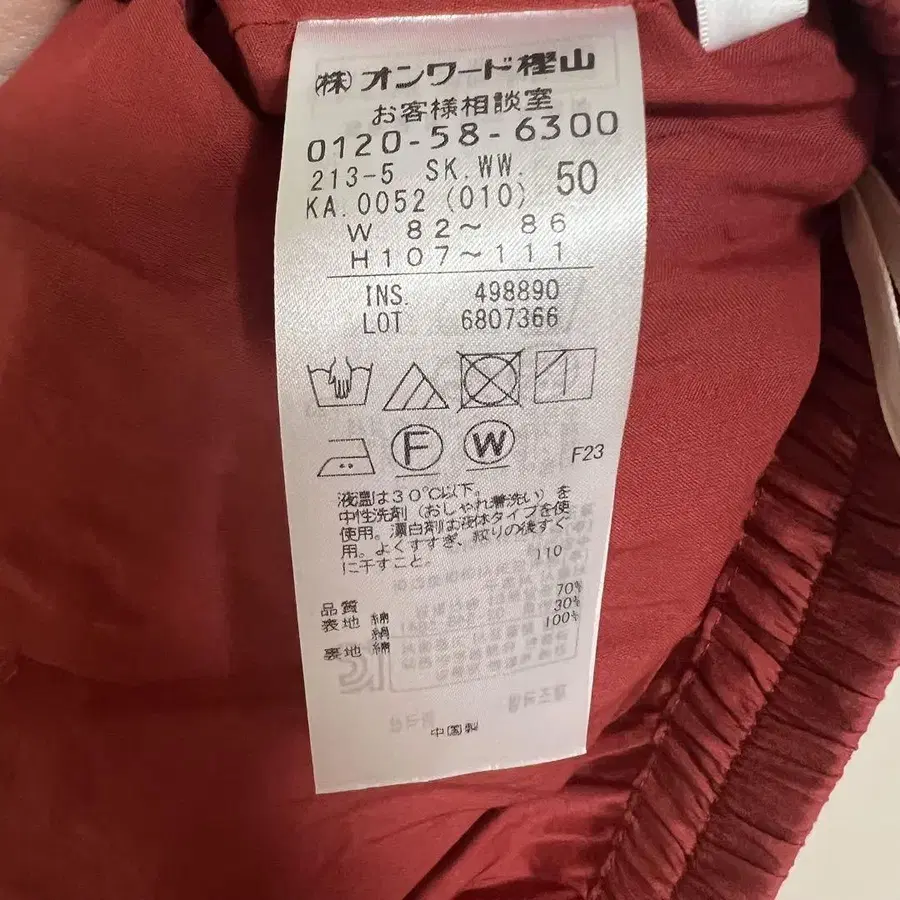 (株)オンワード樫山
お客様相談室
0120-58-6300
213-5 SK.WW. 50
KA.0052 (010)
W 82〜 86
H107〜111
INS. 498890
LOT 6807366
F
W
F23
液温は30℃以下。
中性洗剤(おしゃれ着洗い)を
使用。漂白剤は液体タイプを使
用。よくすすぎ、絞りの後すぐ
に干すこと。 110
品質
表地 綿 70%
絹 30%
裏地 綿 100%
中国製